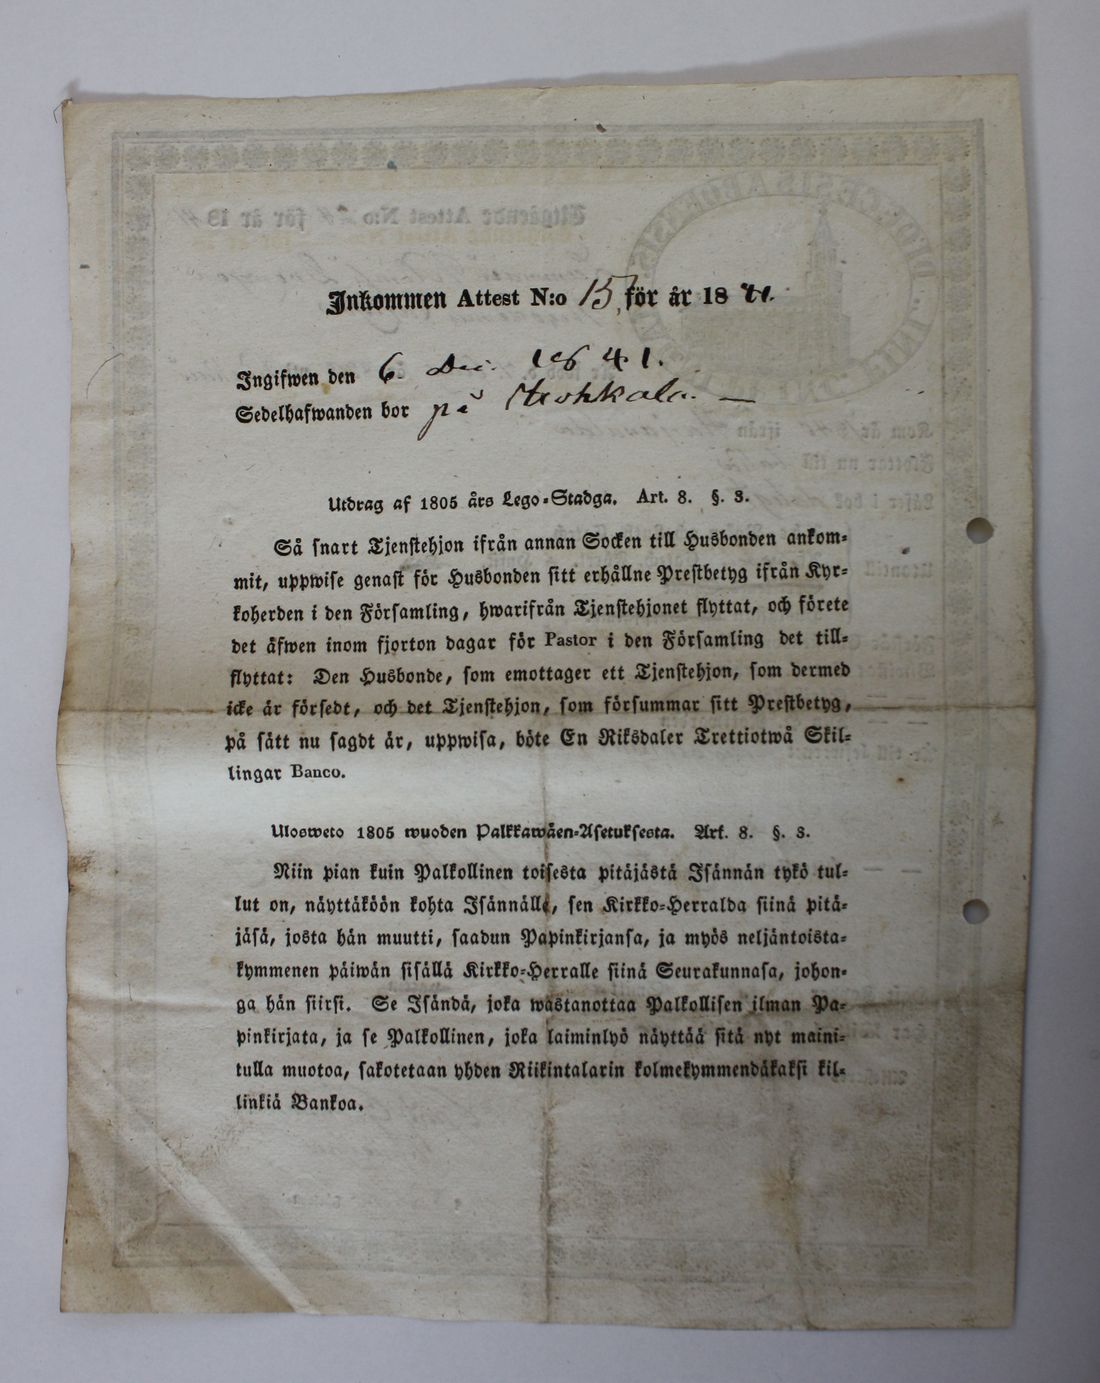 Inkommen Attest N:o 15, för år 1841.
Ingifwen den 6. Dec. 1841.
Sedelhafwanden bor på
Utdrag af 1805 års Lego-Stadga. Art. 8. §. 3.
Så snart Tjenstehjon ifrån annan Socken till Husbonden ankom-
mit, uppwise genast för Husbonden sitt erhållne Prestbetyg ifrån Kyr-
koherden i den Församling, hwarifrån Tjenstehjonet flyttat, och förete
det äfwen inom fjorton dagar för Pastor i den Församling det till-
flyttat: Den Husbonde, som emottager ett Tjenstehjon, som dermed
icke är försedt, och det Tjenstehjon, som försummar sitt Prestbetyg,
på sätt nu sagdt är, uppwisa, böte En Riksdaler Trettiotwå Skil-
lingar Banco.
Ulosweto 1805 wuoden Palkkawäen-Asetuksesta. Art. 8. §. 3.
Niin pian kuin Palkollinen toisesta pitäjästä Isännän tykö tul-
lut on, näyttäköön kohta Isännälle, sen Kirkko-Herralda siinä pitä-
jäsä, josta hän muutti, saadun Papinkirjansa, ja myös neljäntoista-
kymmenen päiwän sisällä Kirkko-Herralle siinä Seurakunnasa, johon-
ga hän siirsi. Se Isändä, joka wastanottaa Palkollisen ilman Pa-
pinkirjata, ja se Palkollinen, joka laiminlyö näyttää sitä nyt maini-
tulla muotoa, sakotetaan yhden Riikintalarin kolmekymmendäkaksi kil-
linkiä Bankoa.